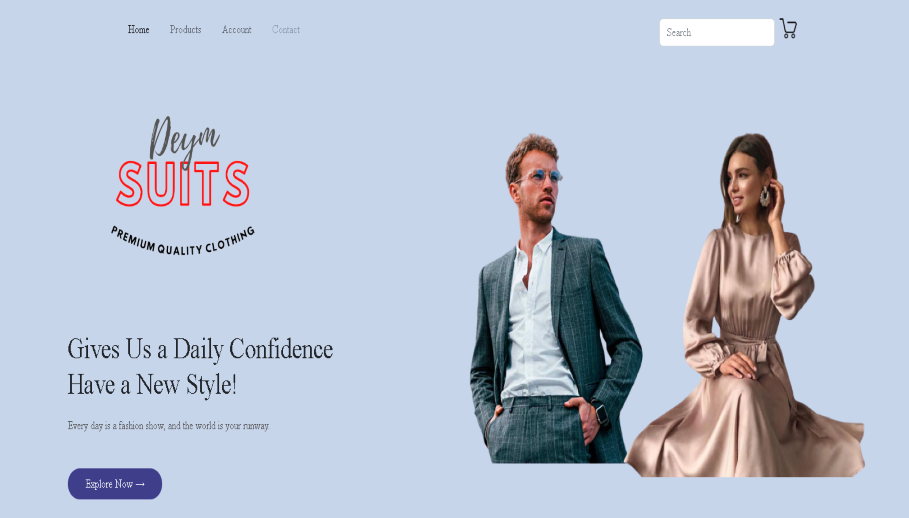 Home Products Account Contact
Search
Deym
SUITS
PREMIUM QUALITY CLOTHING
Gives Us a Daily Confidence
Have a New Style!
Every day is a fashion show, and the world is your runway.
Explore Now →